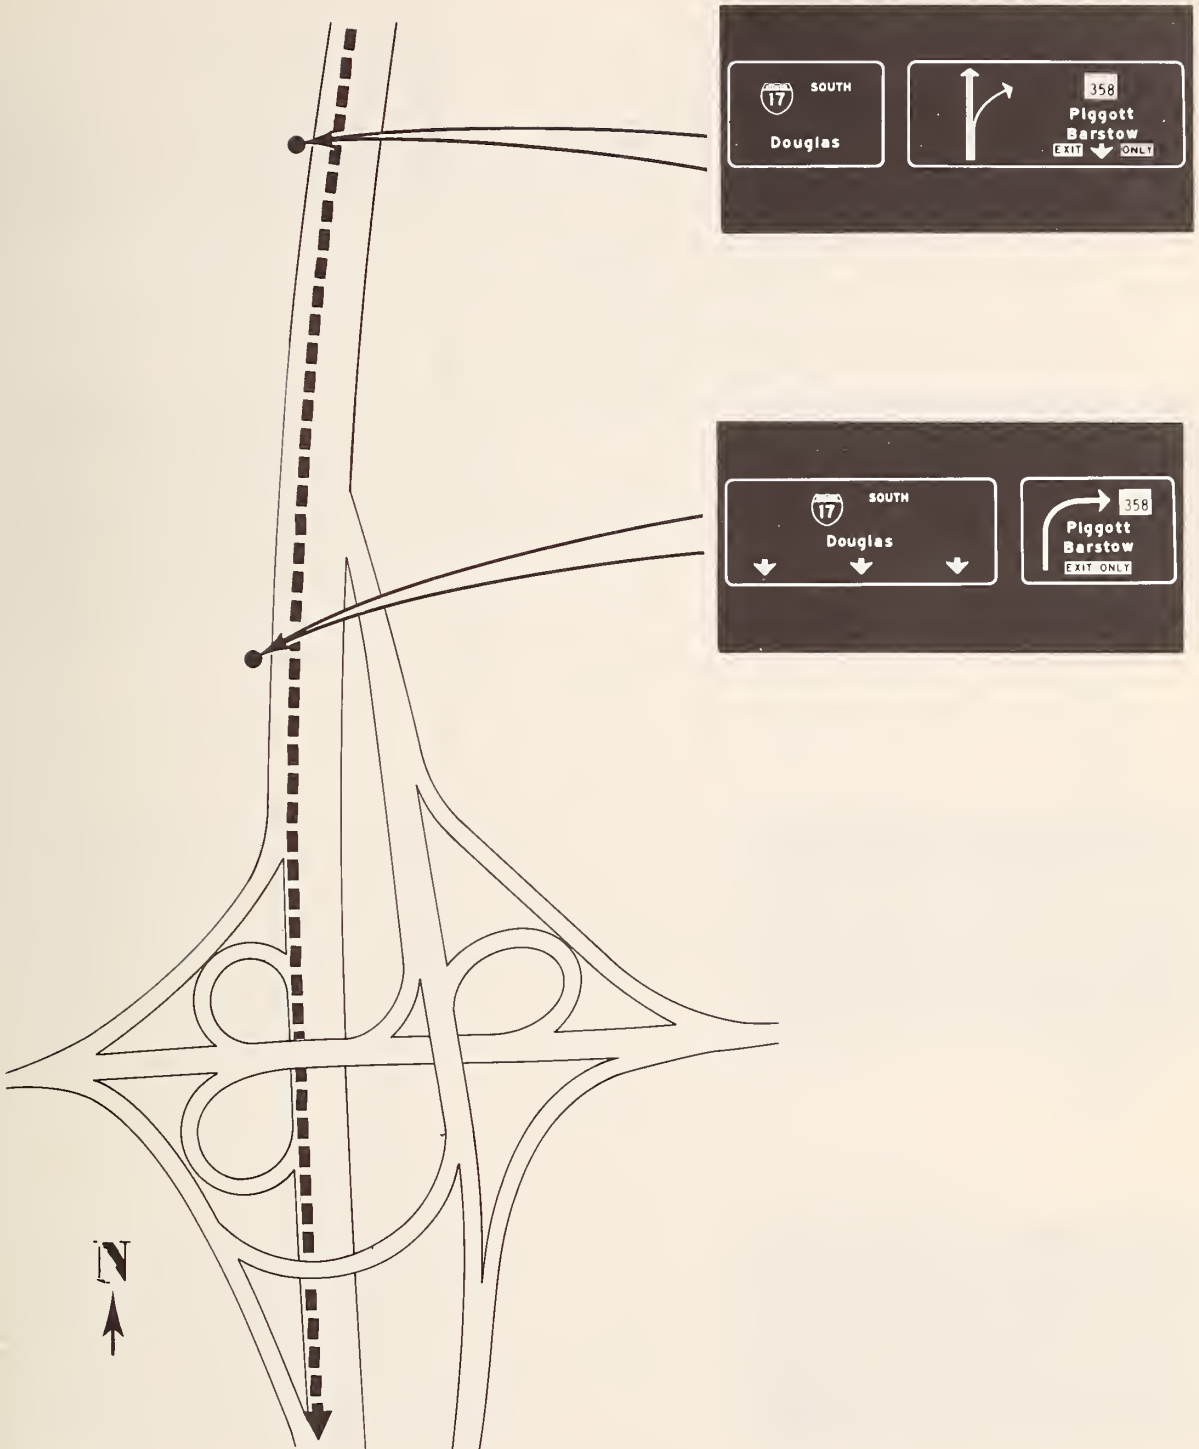 17 SOUTH
Douglas
358
Piggott
Barstow
EXIT ONLY
17 SOUTH
Douglas
358
Piggott
Barstow
EXIT ONLY
N